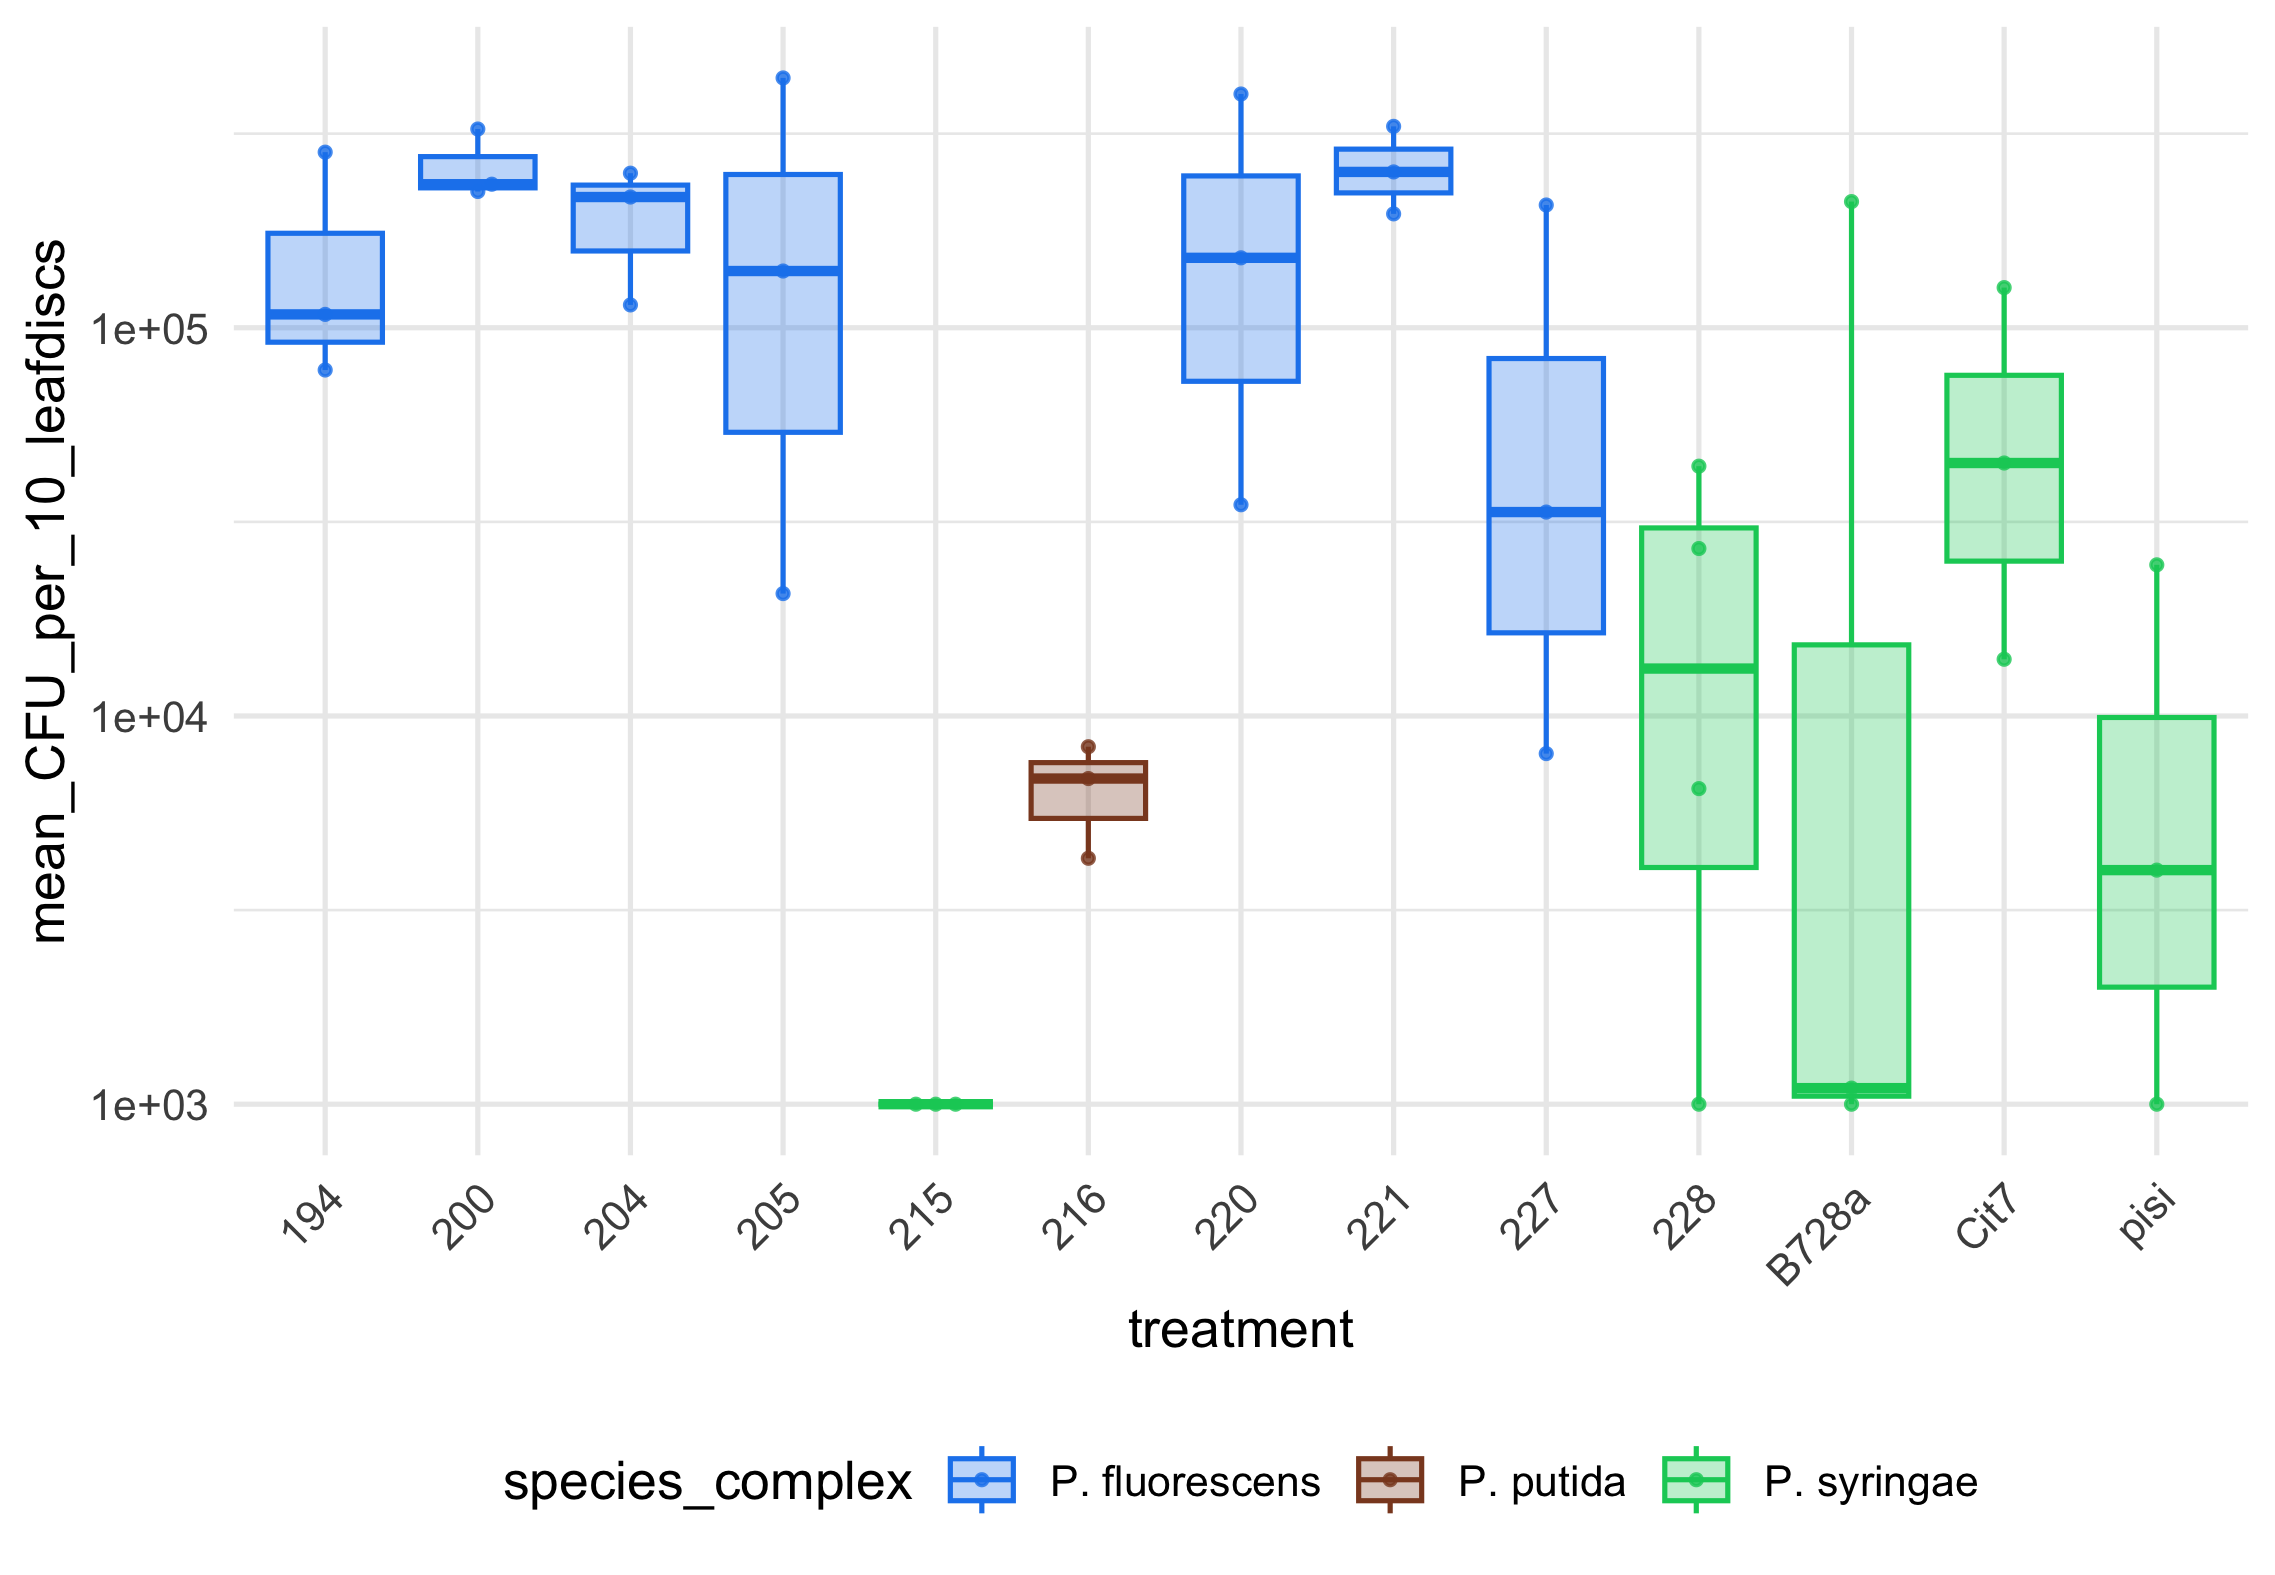 mean_CFU_per_10_leafdiscs
1e+05
1e+04
1e+03
194
200
204
205
215
216
220
221
227
228
B728a
Cit7
pisi
treatment
species_complex P. fluorescens P. putida P. syringae